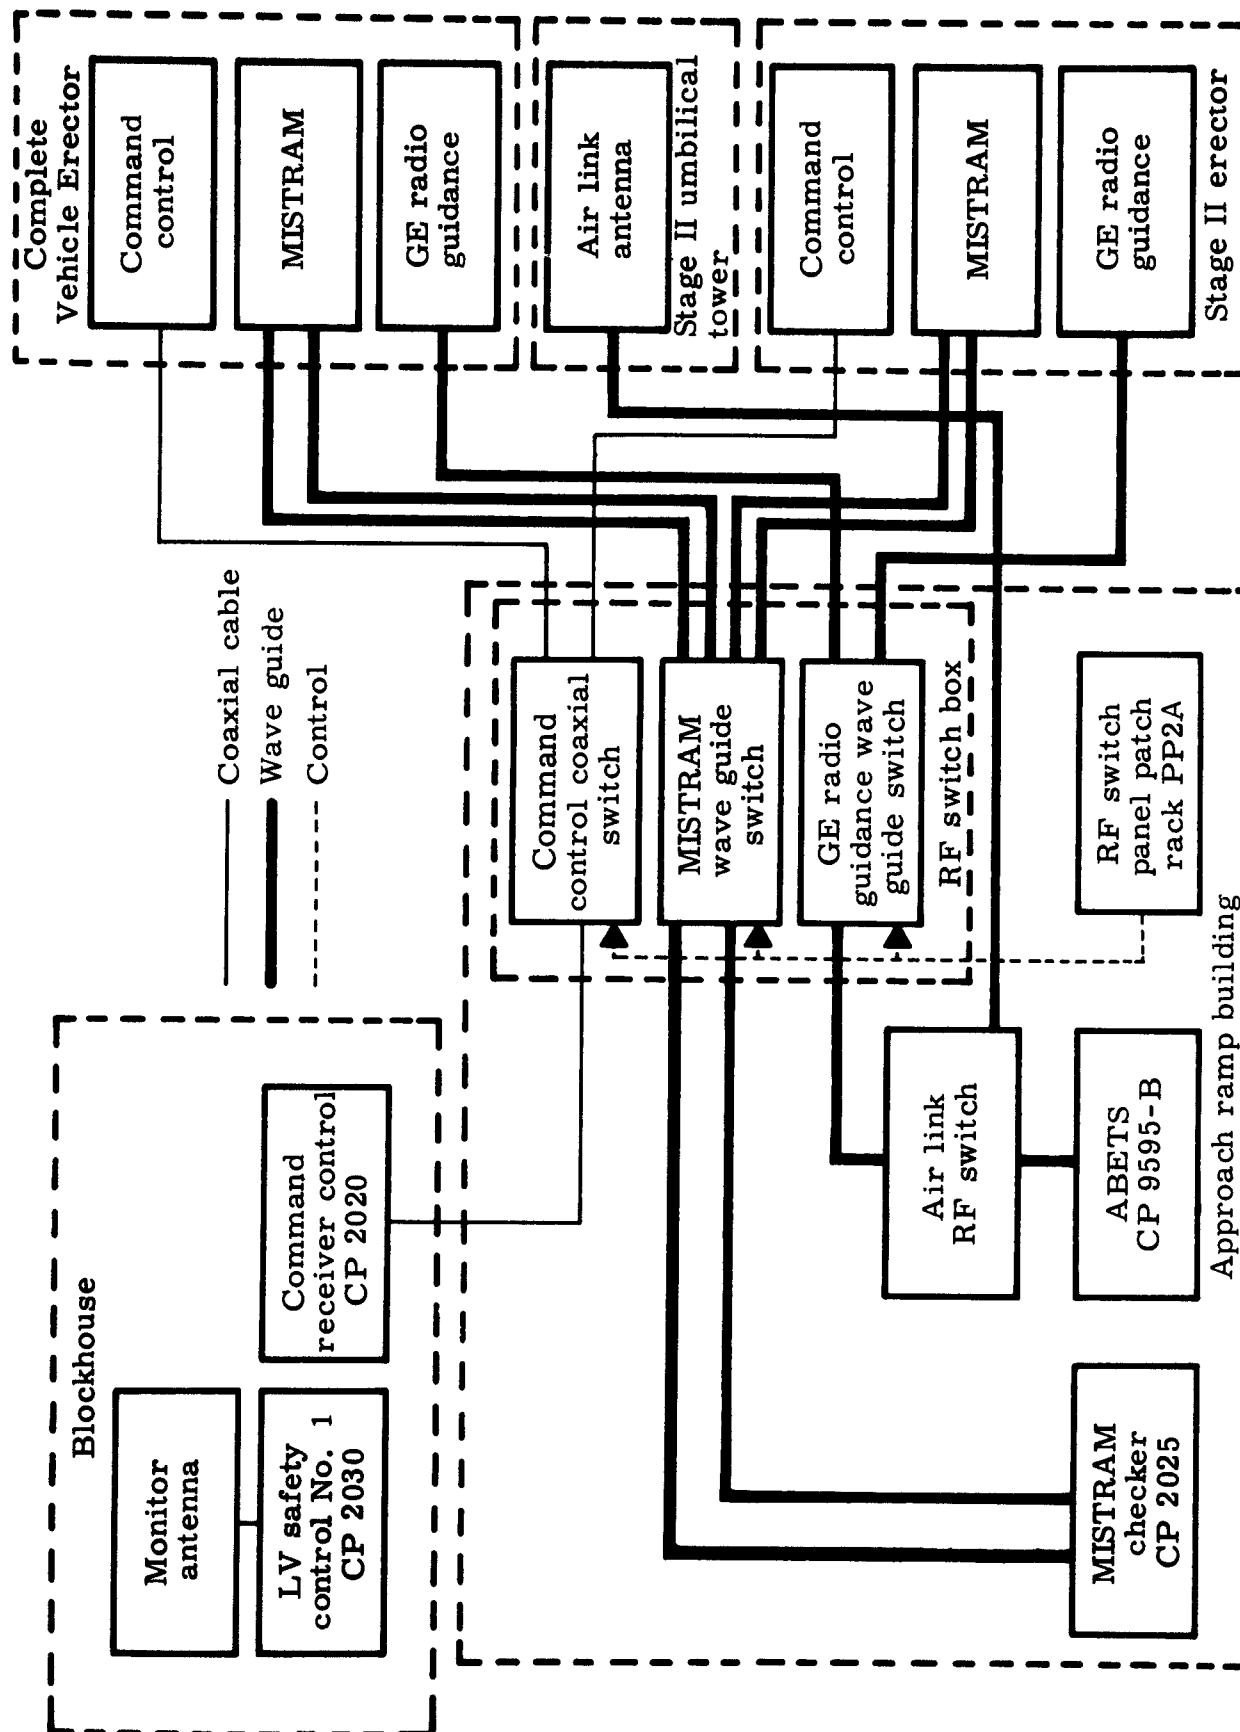 Blockhouse
Monitor
antenna
LV safety
control No. 1
CP 2030
Command
receiver control
CP 2020
Coaxial cable
Wave guide
Control
Complete
Vehicle Erector
Command
control
MISTRAM
GE radio
guidance
Air link
antenna
Stage II umbilical
tower
Command
control
MISTRAM
GE radio
guidance
Stage II erector
Command
control coaxial
switch
MISTRAM
wave guide
switch
GE radio
guidance wave
guide switch
RF switch box
RF switch
panel patch
rack PP2A
Air link
RF switch
ABETS
CP 9595-B
MISTRAM
checker
CP 2025
Approach ramp building